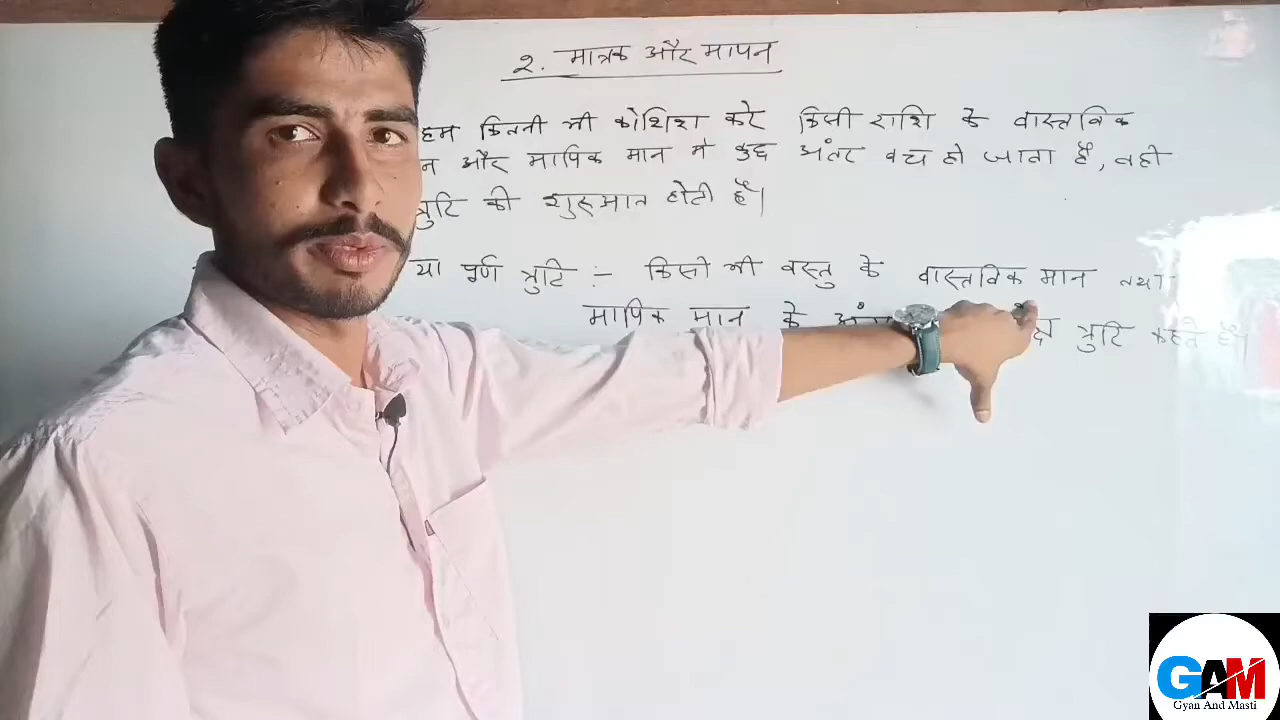 2. मात्रक और मापन
हम कितनी भी कोशिश करे किसी राशि के वास्तविक
न और मापिक मान मे कुछ अंतर बच हो जाता है, वही
त्रुटि की शुरुमात होती है।
या पूर्ण त्रुटि :- किसी भी वस्तु के वास्तविक मान तथा
मापिक मान के त्रुटि कहते है।
GAM
Gyan And Masti